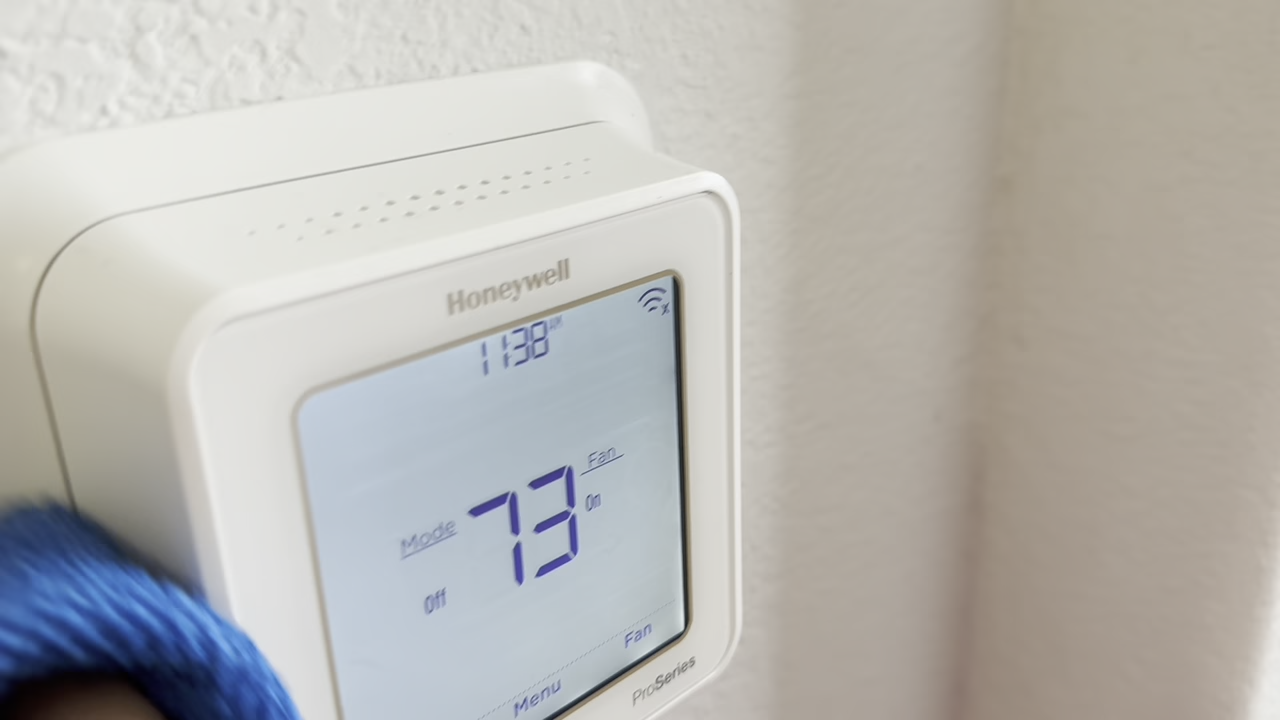 Honeywell
11:38 AM
Fan
73
On
Mode
Off
Fan
Menu
ProSeries